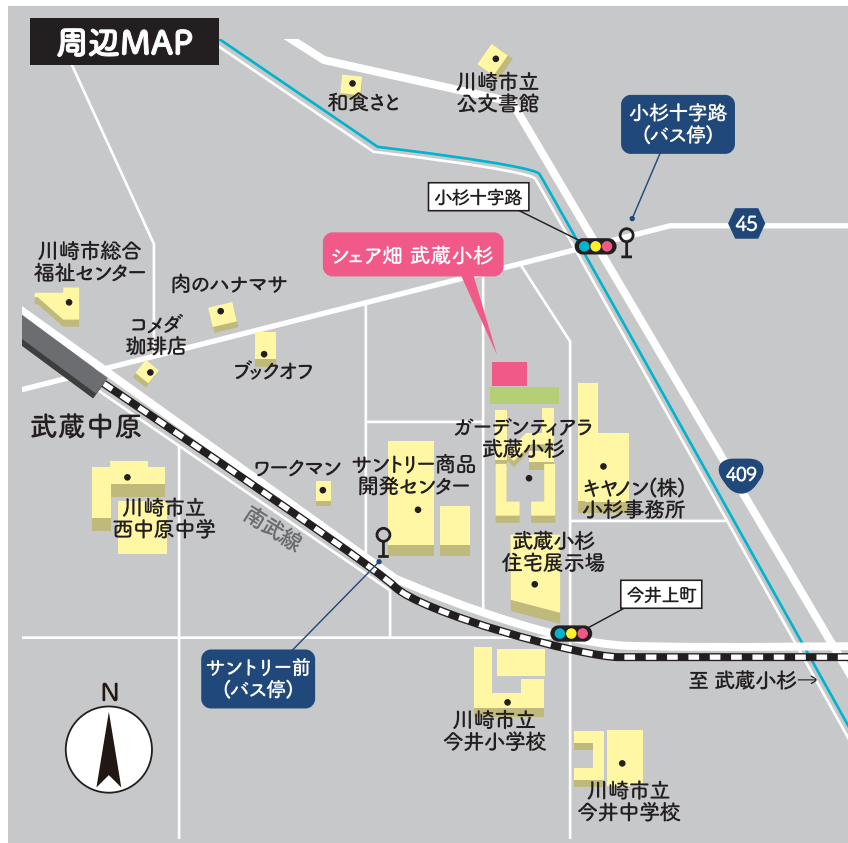 周辺MAP
和食さと
川崎市立
公文書館
小杉十字路
(バス停)
小杉十字路
45
シェア畑 武蔵小杉
川崎市総合
福祉センター
肉のハナマサ
コメダ
珈琲店
ブックオフ
武蔵中原
ガーデンティアラ
武蔵小杉
ワークマン
サントリー商品
開発センター
キヤノン(株)
小杉事務所
409
川崎市立
西中原中学
南武線
武蔵小杉
住宅展示場
今井上町
サントリー前
(バス停)
至 武蔵小杉→
N
川崎市立
今井小学校
川崎市立
今井中学校